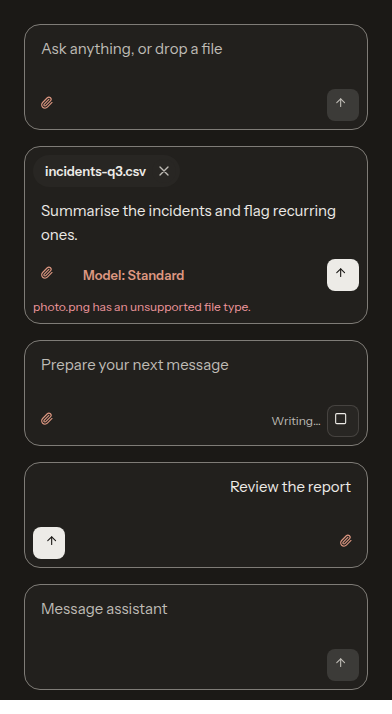 Ask anything, or drop a file
incidents-q3.csv
Summarise the incidents and flag recurring
ones.
Model: Standard
photo.png has an unsupported file type.
Prepare your next message
Writing...
Review the report
Message assistant